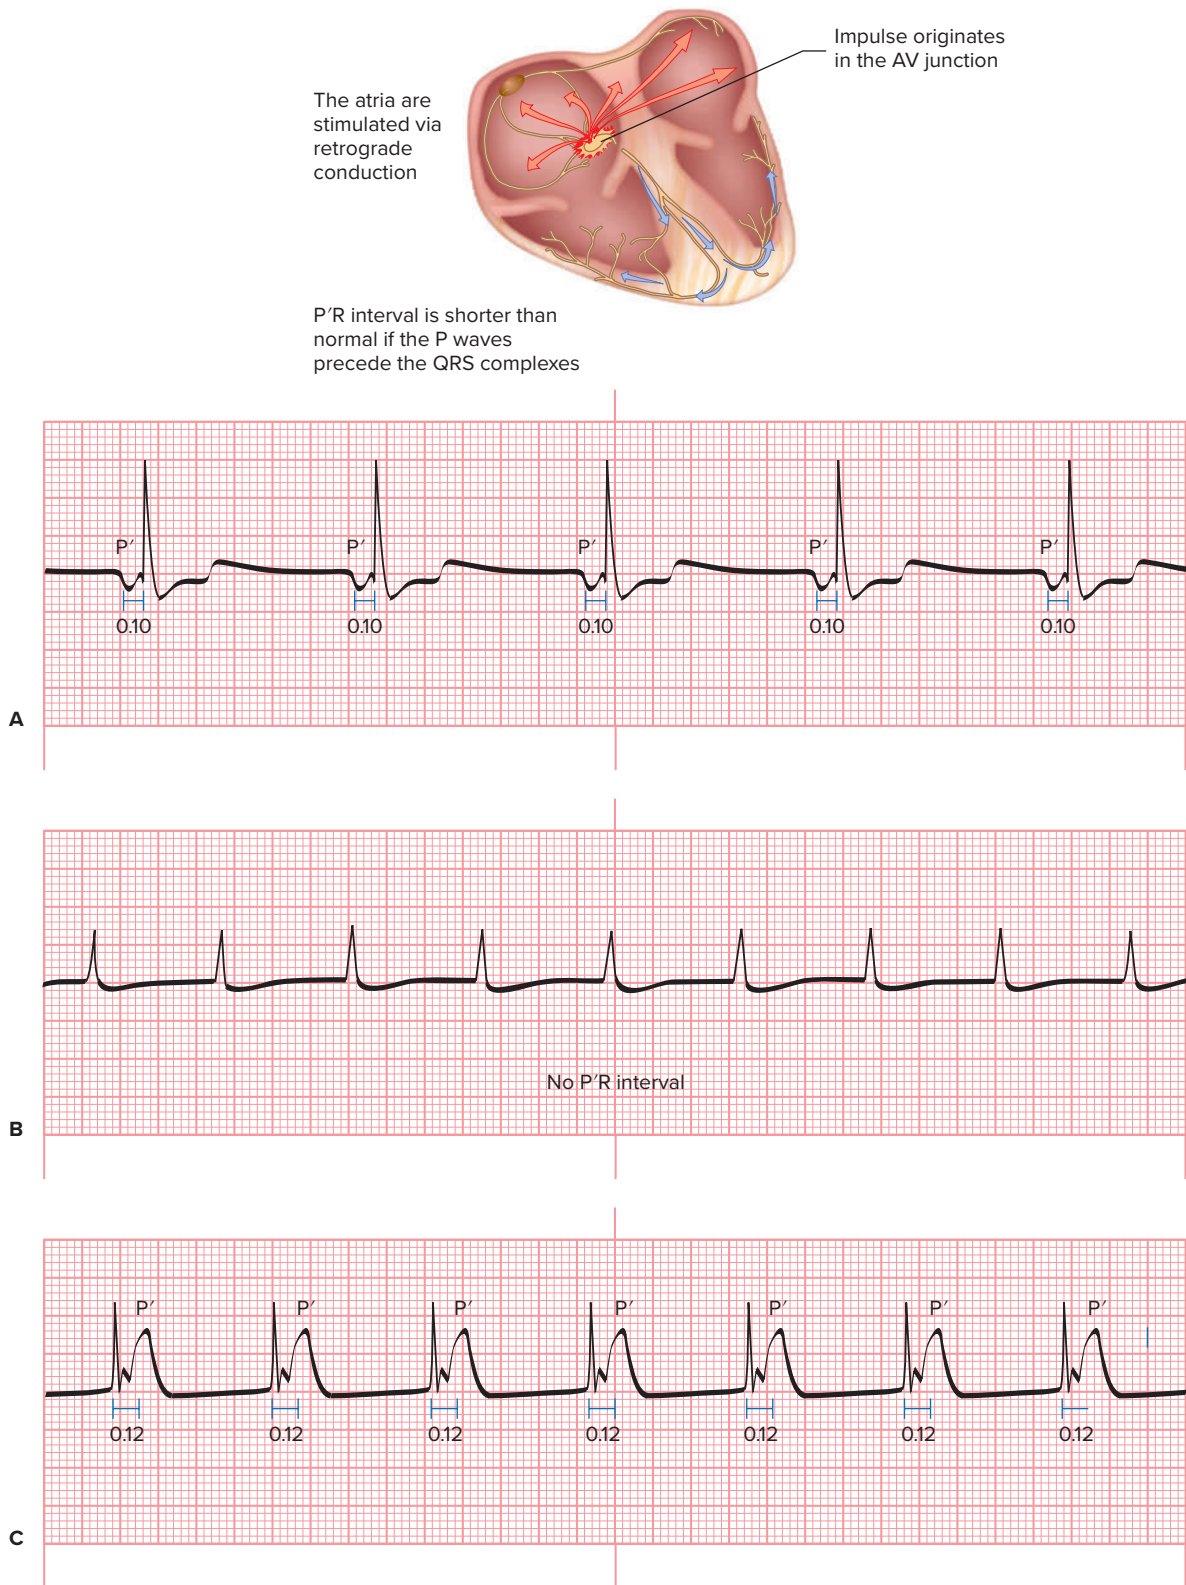 Impulse originates
in the AV junction
The atria are
stimulated via
retrograde
conduction
P′R interval is shorter than
normal if the P waves
precede the QRS complexes
P′ P′ P′ P′ P′
0.10 0.10 0.10 0.10 0.10
A
No P′R interval
B
P′ P′ P′ P′ P′ P′ P′
0.12 0.12 0.12 0.12 0.12 0.12 0.12
C